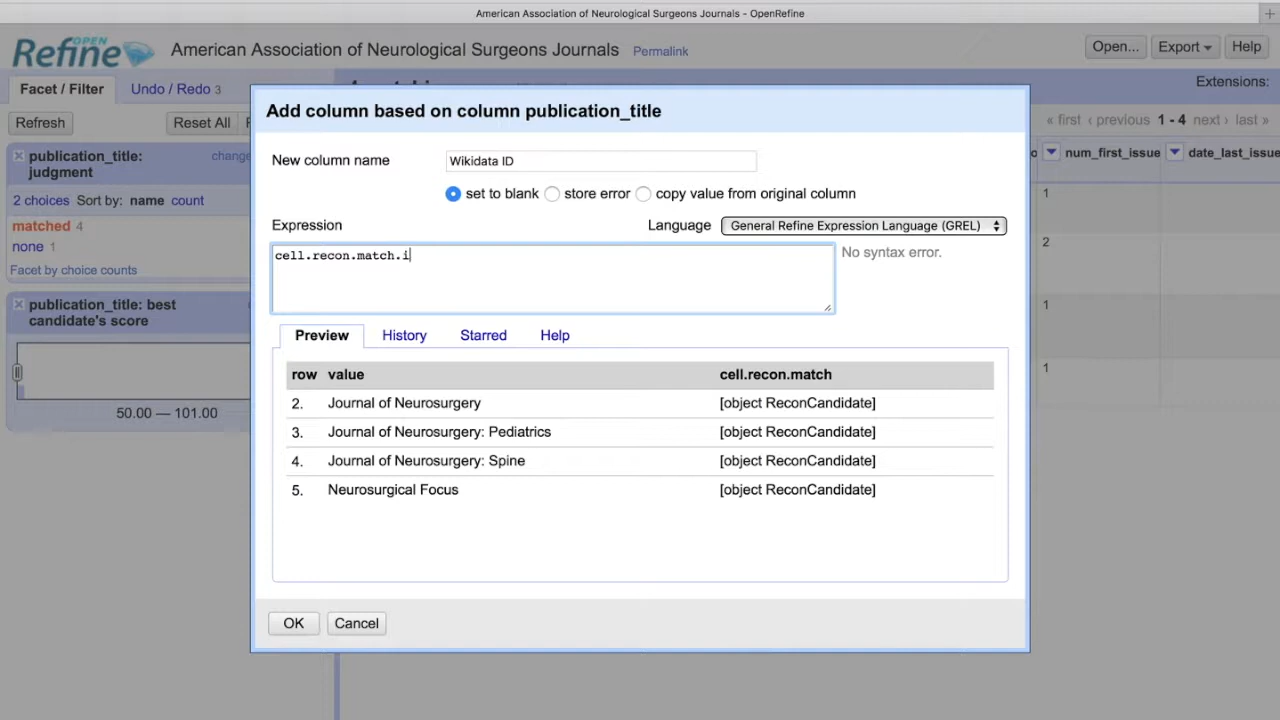 American Association of Neurological Surgeons Journals - OpenRefine
OPEN
Refine
American Association of Neurological Surgeons Journals Permalink
Open... Export Help
Facet / Filter Undo / Redo 3
Extensions:
Refresh Reset All
« first ‹ previous 1 - 4 next › last »
publication_title: judgment
change
2 choices Sort by: name count
matched 4
none 1
Facet by choice counts
publication_title: best candidate's score
50.00 — 101.00
num_first_issue date_last_issue
1
2
1
1
Add column based on column publication_title
New column name Wikidata ID
set to blank store error copy value from original column
Expression Language General Refine Expression Language (GREL)
cell.recon.match.i
No syntax error.
Preview History Starred Help
row value cell.recon.match
2. Journal of Neurosurgery [object ReconCandidate]
3. Journal of Neurosurgery: Pediatrics [object ReconCandidate]
4. Journal of Neurosurgery: Spine [object ReconCandidate]
5. Neurosurgical Focus [object ReconCandidate]
OK Cancel